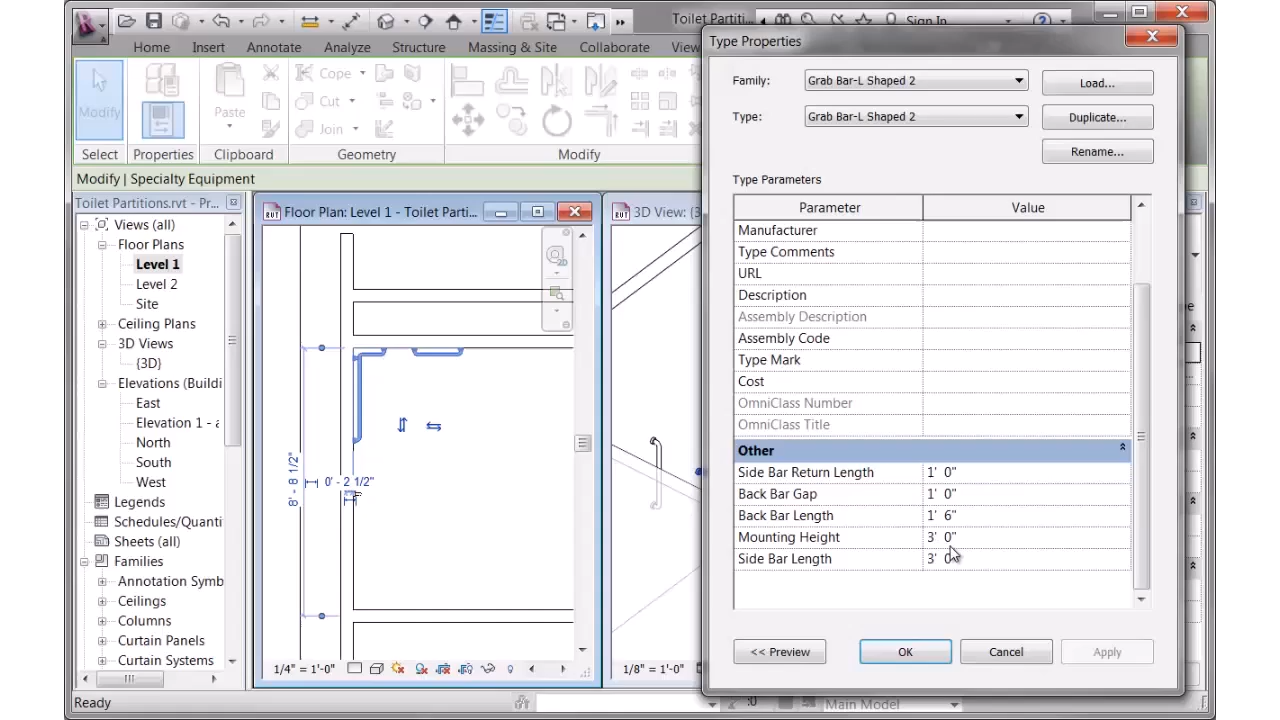 Toilet Partiti...
Sign In
Home
Insert
Annotate
Analyze
Structure
Massing & Site
Collaborate
View
Modify
Paste
Cope
Cut
Join
Select
Properties
Clipboard
Geometry
Modify
Modify | Specialty Equipment
Toilet Partitions.rvt - Pr...
Views (all)
Floor Plans
Level 1
Level 2
Site
Ceiling Plans
3D Views
{3D}
Elevations (Buildi
East
Elevation 1 - a
North
South
West
Legends
Schedules/Quanti
Sheets (all)
Families
Annotation Symb
Ceilings
Columns
Curtain Panels
Curtain Systems
Floor Plan: Level 1 - Toilet Parti...
2D
8' - 8 1/2"
0' - 2 1/2"
1/4" = 1'-0"
3D View: {3
1/8" = 1'-0"
Ready
:0
Main Model
Type Properties
Family:
Grab Bar-L Shaped 2
Load...
Type:
Grab Bar-L Shaped 2
Duplicate...
Rename...
Type Parameters
Parameter
Value
Manufacturer
Type Comments
URL
Description
Assembly Description
Assembly Code
Type Mark
Cost
OmniClass Number
OmniClass Title
Other
Side Bar Return Length
1' 0"
Back Bar Gap
1' 0"
Back Bar Length
1' 6"
Mounting Height
3' 0"
Side Bar Length
3' 0"
<< Preview
OK
Cancel
Apply